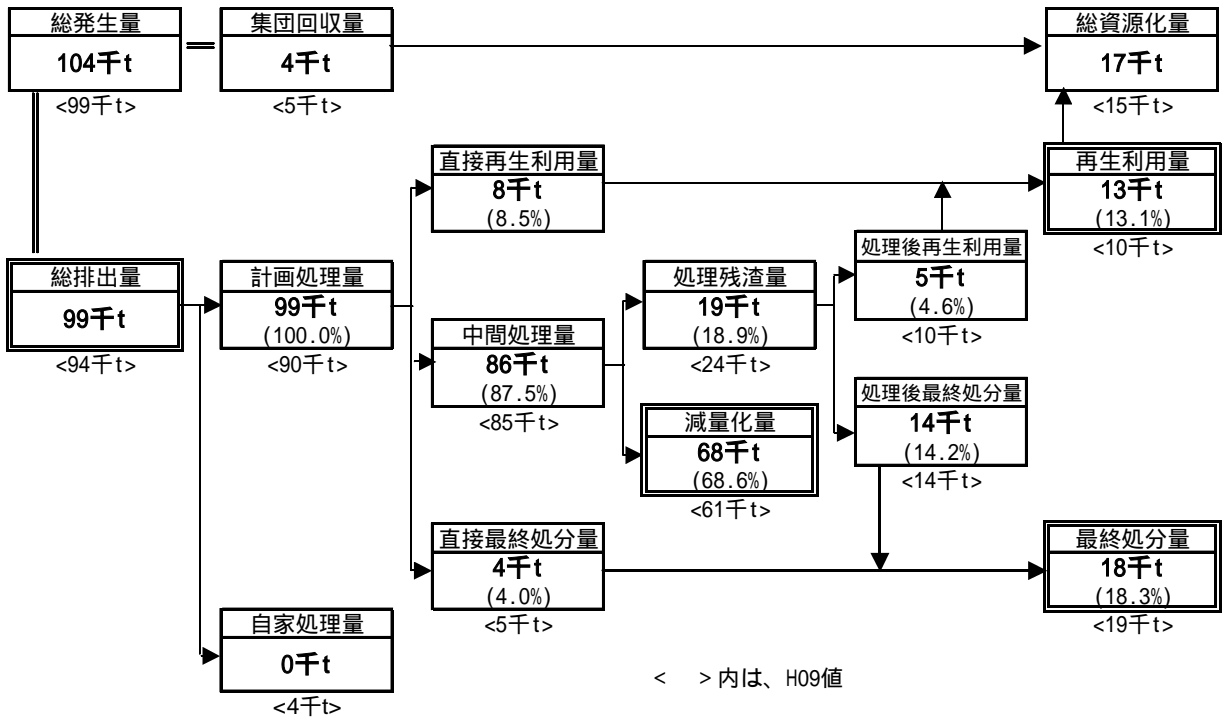 総発生量
104千t
<99千t>
集団回収量
4千t
<5千t>
総資源化量
17千t
<15千t>
直接再生利用量
8千t
(8.5%)
再生利用量
13千t
(13.1%)
<10千t>
総排出量
99千t
<94千t>
計画処理量
99千t
(100.0%)
<90千t>
中間処理量
86千t
(87.5%)
<85千t>
処理残渣量
19千t
(18.9%)
<24千t>
処理後再生利用量
5千t
(4.6%)
<10千t>
減量化量
68千t
(68.6%)
<61千t>
処理後最終処分量
14千t
(14.2%)
<14千t>
直接最終処分量
4千t
(4.0%)
<5千t>
最終処分量
18千t
(18.3%)
<19千t>
自家処理量
0千t
<4千t>
< >内は、H09値